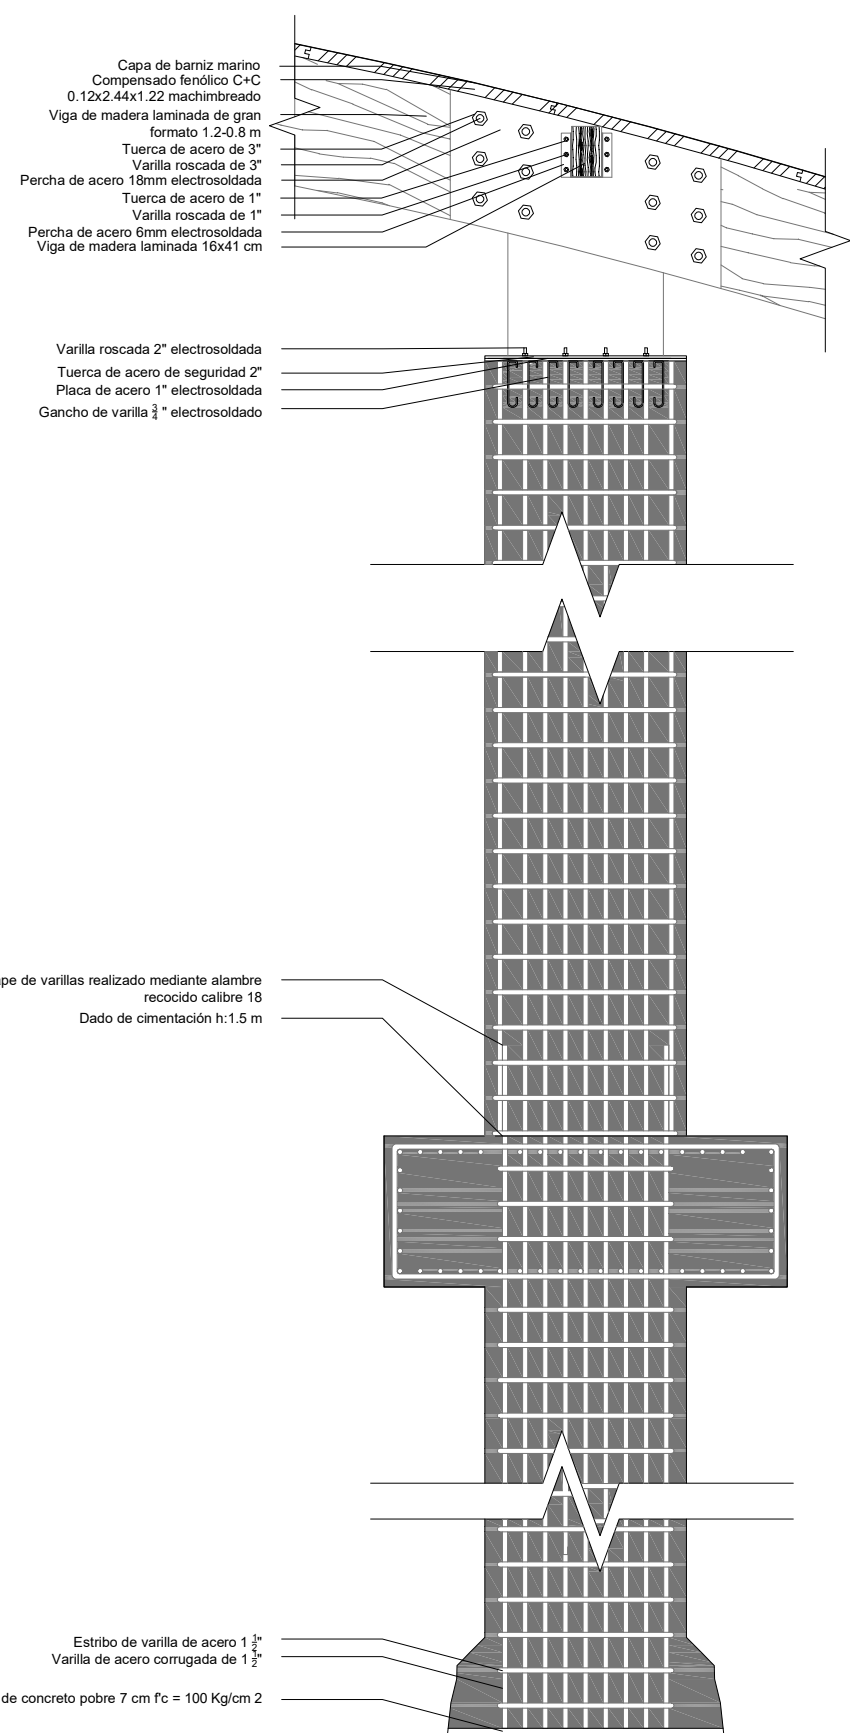 Capa de barniz marino
Compensado fenólico C+C
0.12x2.44x1.22 machimbreado
Viga de madera laminada de gran
formato 1.2-0.8 m
Tuerca de acero de 3"
Varilla roscada de 3"
Percha de acero 18mm electrosoldada
Tuerca de acero de 1"
Varilla roscada de 1"
Percha de acero 6mm electrosoldada
Viga de madera laminada 16x41 cm
Varilla roscada 2" electrosoldada
Tuerca de acero de seguridad 2"
Placa de acero 1" electrosoldada
Gancho de varilla ¾ " electrosoldado
de varillas realizado mediante alambre
recocido calibre 18
Dado de cimentación h:1.5 m
Estribo de varilla de acero 1 ½"
Varilla de acero corrugada de 1 ½"
de concreto pobre 7 cm f'c = 100 Kg/cm 2